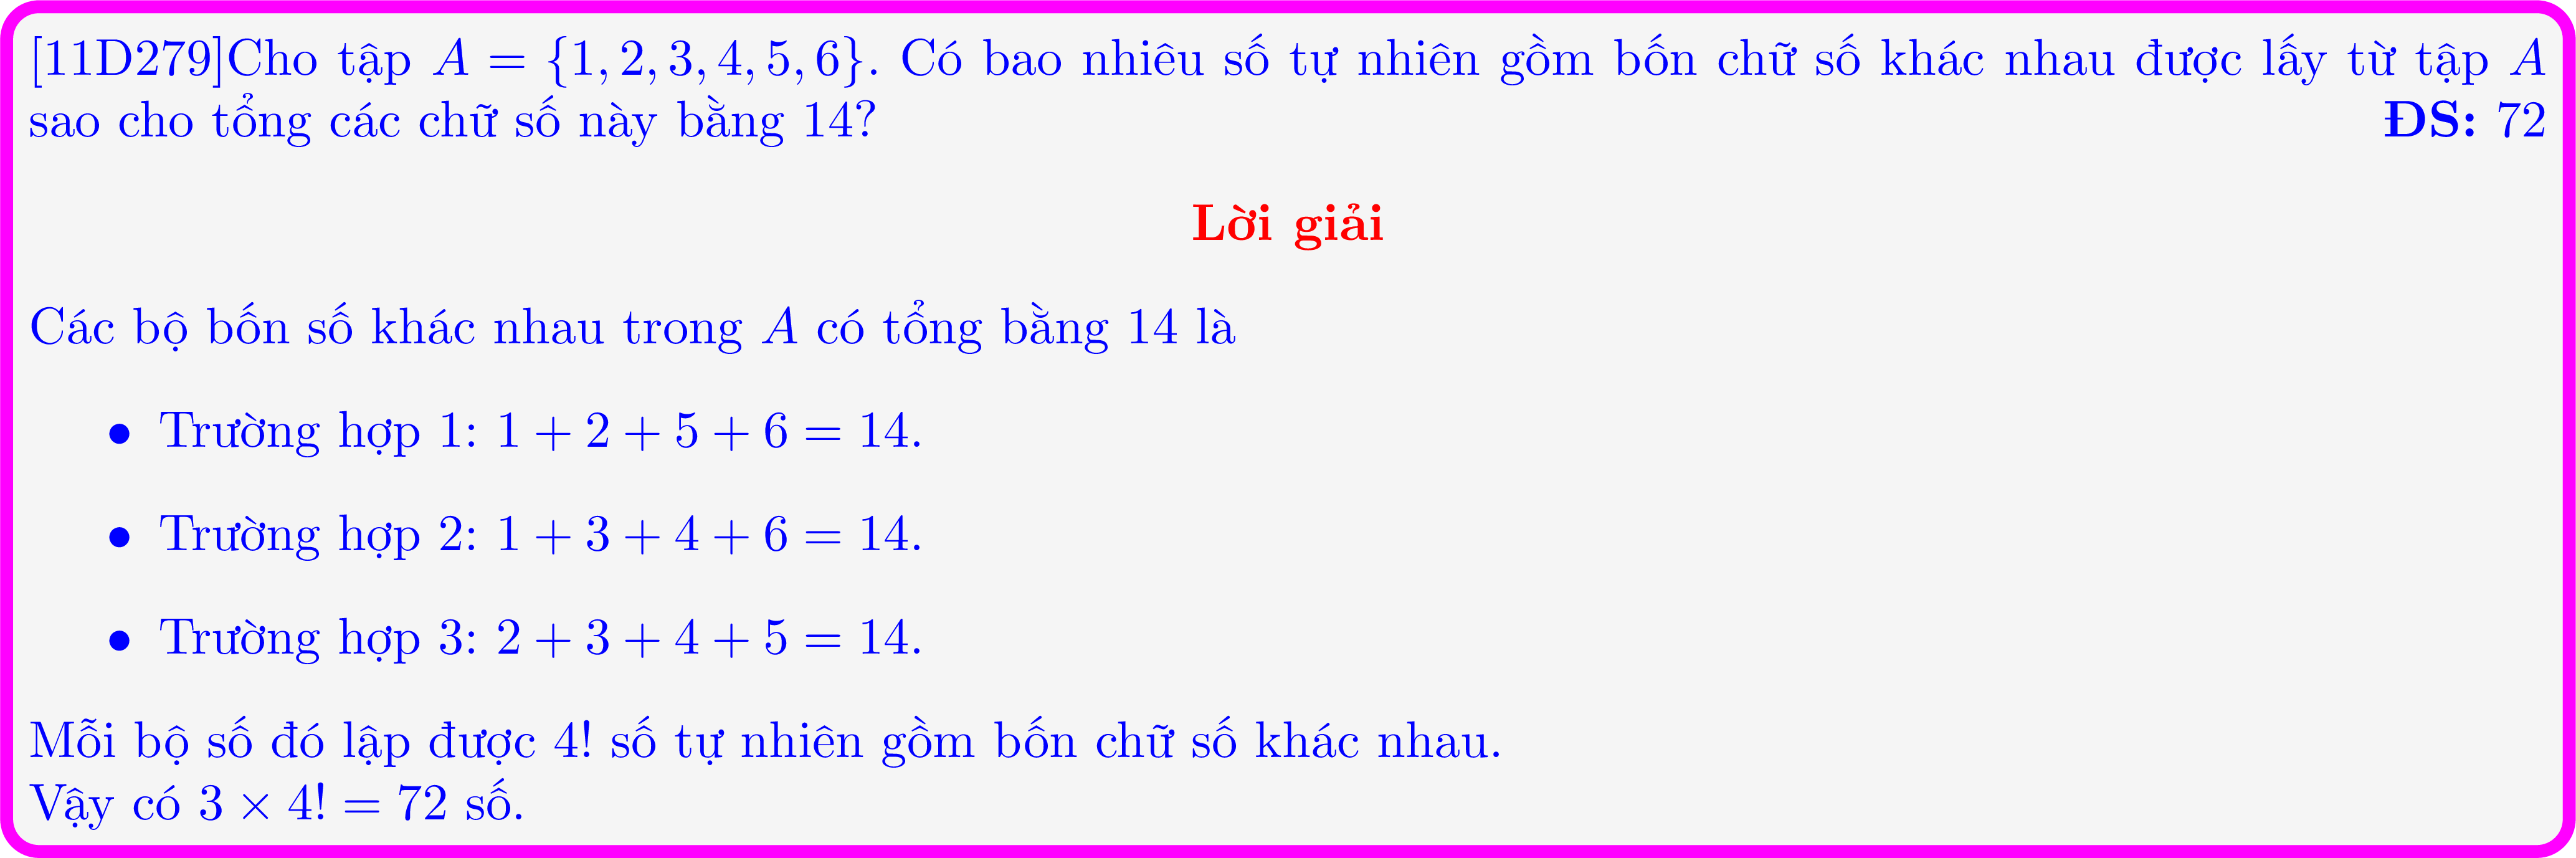 [11D279]Cho tập A = {1, 2, 3, 4, 5, 6}. Có bao nhiêu số tự nhiên gồm bốn chữ số khác nhau được lấy từ tập A
sao cho tổng các chữ số này bằng 14? ĐS: 72
Lời giải
Các bộ bốn số khác nhau trong A có tổng bằng 14 là
• Trường hợp 1: 1 + 2 + 5 + 6 = 14.
• Trường hợp 2: 1 + 3 + 4 + 6 = 14.
• Trường hợp 3: 2 + 3 + 4 + 5 = 14.
Mỗi bộ số đó lập được 4! số tự nhiên gồm bốn chữ số khác nhau.
Vậy có 3 × 4! = 72 số.